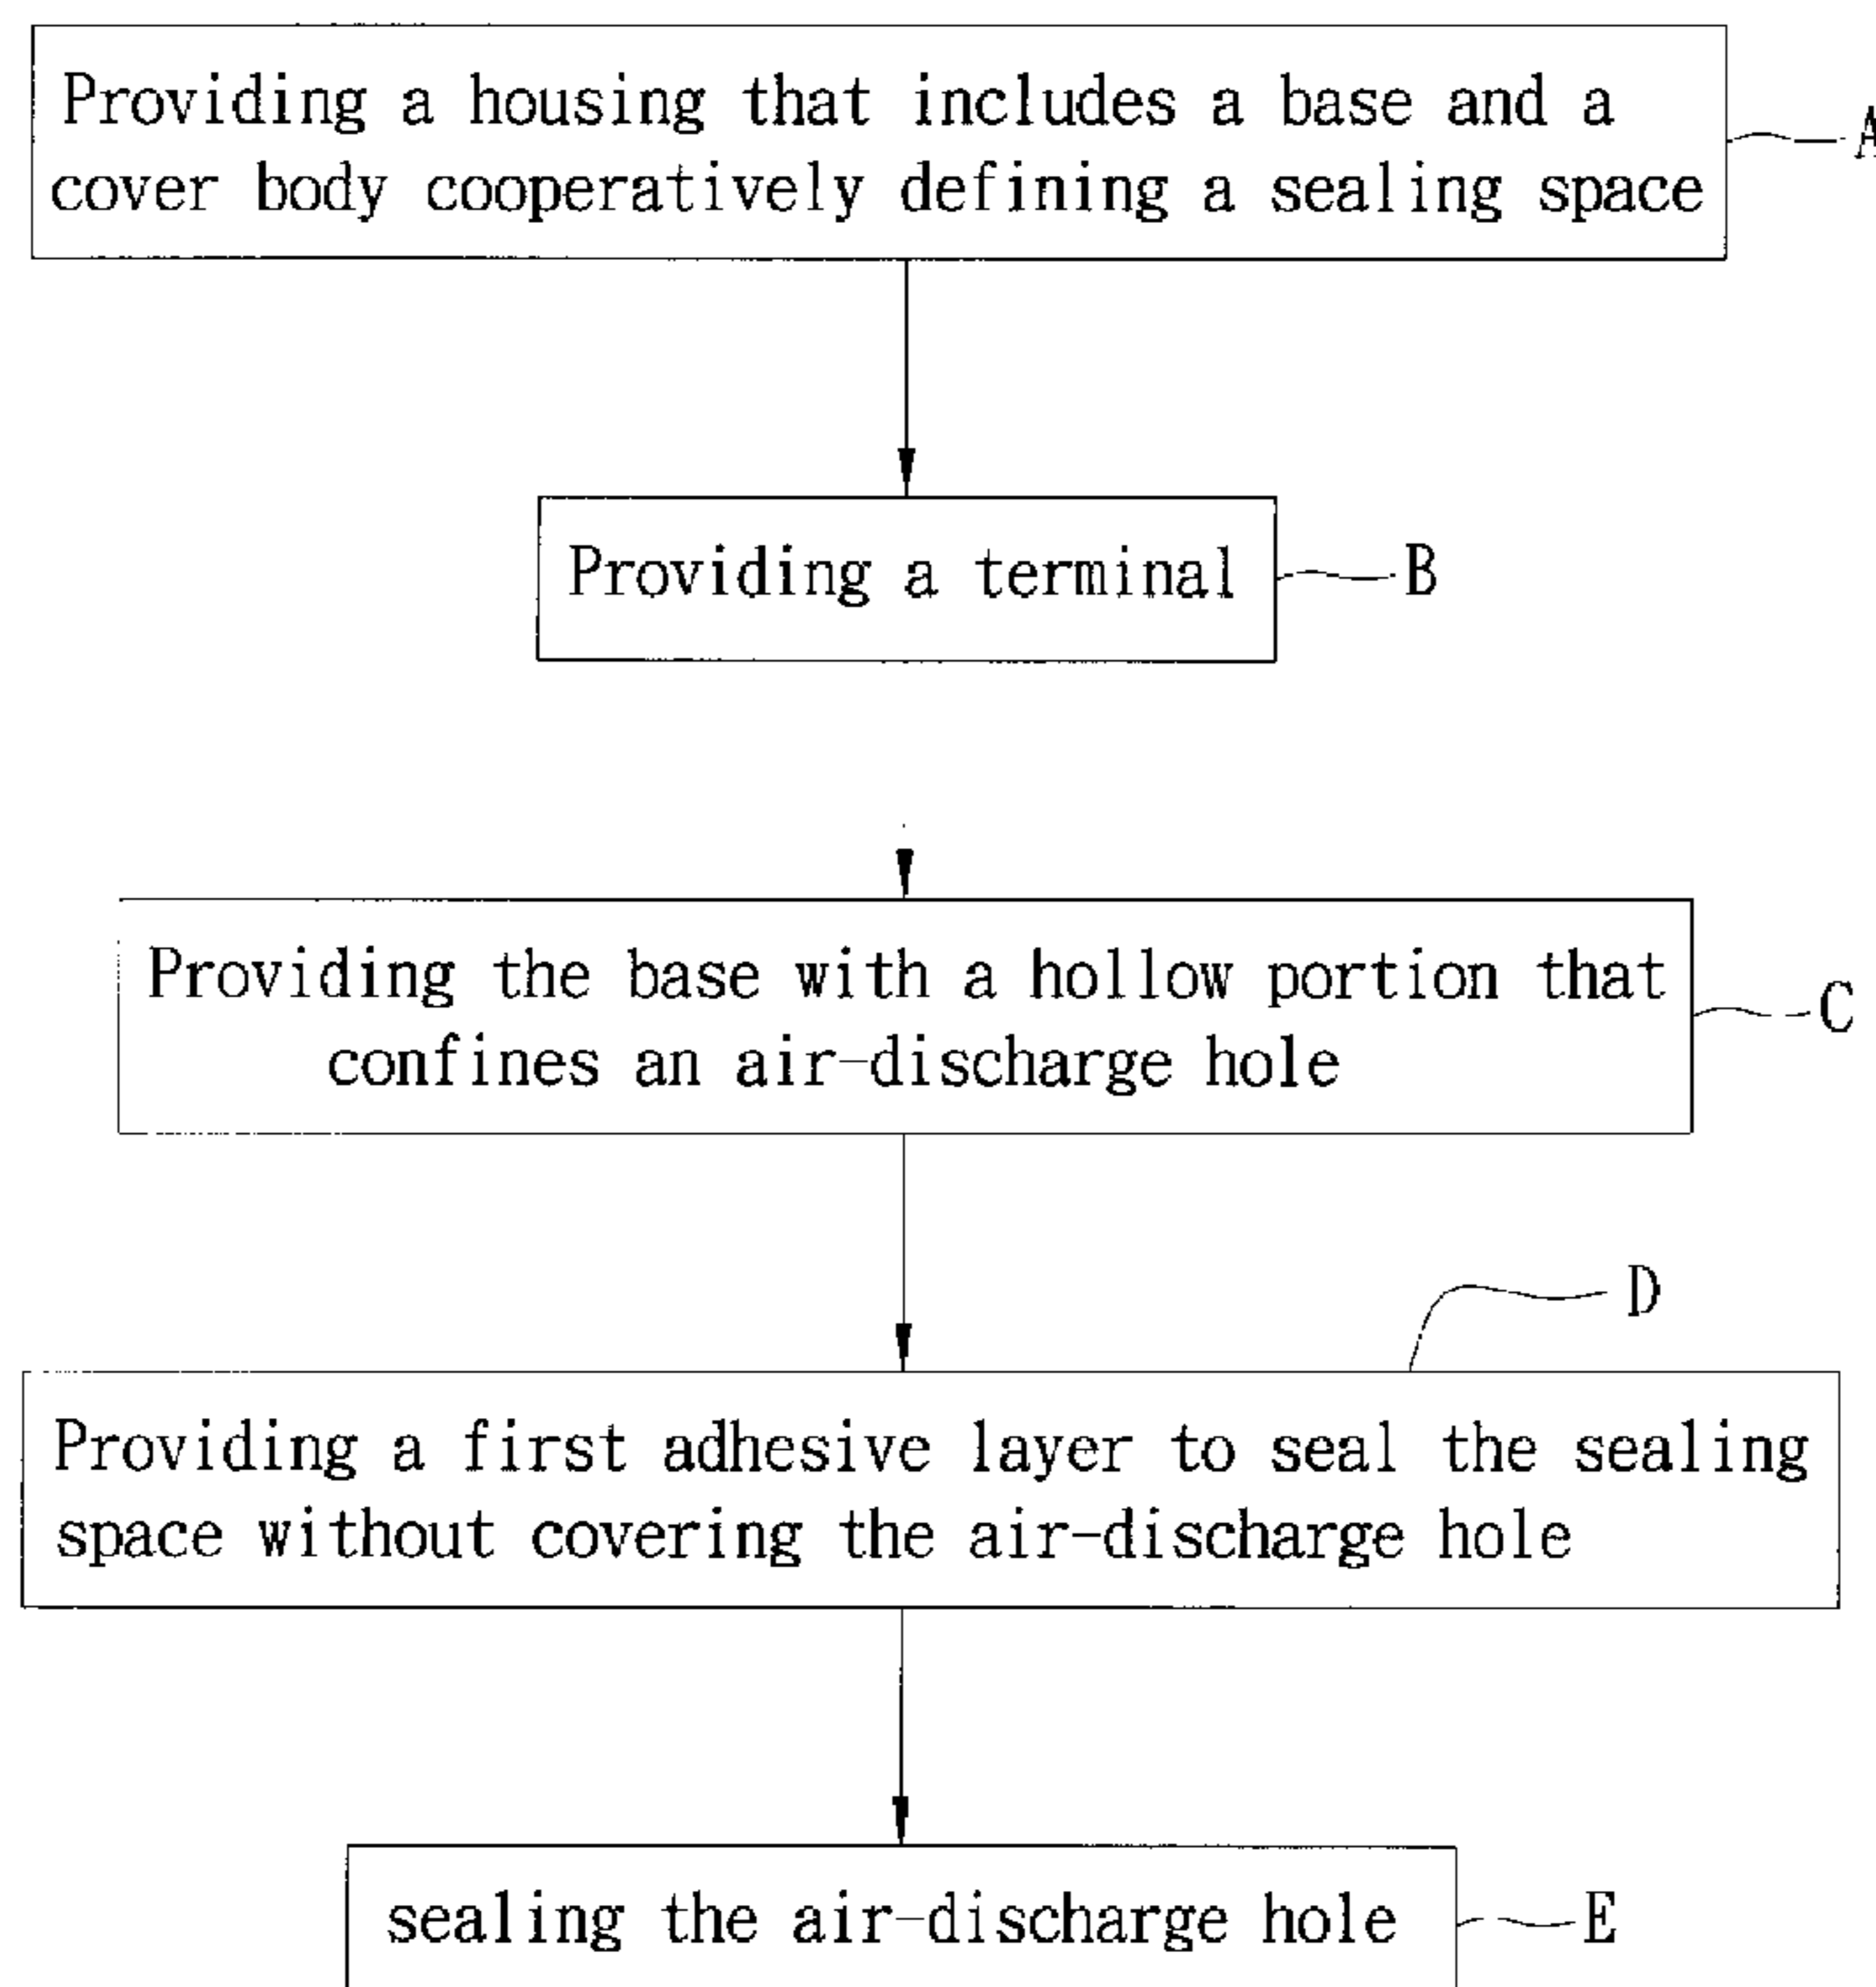 Providing a housing that includes a base and a
cover body cooperatively defining a sealing space
A
Providing a terminal
B
Providing the base with a hollow portion that
confines an air-discharge hole
C
D
Providing a first adhesive layer to seal the sealing
space without covering the air-discharge hole
sealing the air-discharge hole
E